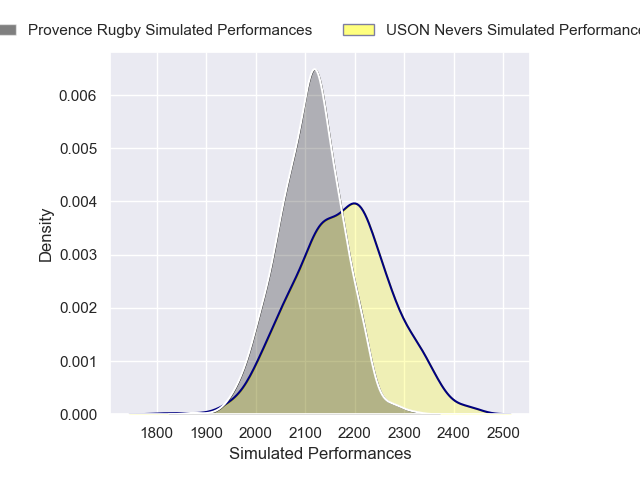 Provence Rugby Simulated Performances
USON Nevers Simulated Performance
0.006
0.005
0.004
0.003
0.002
0.001
0.000
Density
1800 1900 2000 2100 2200 2300 2400 2500
Simulated Performances